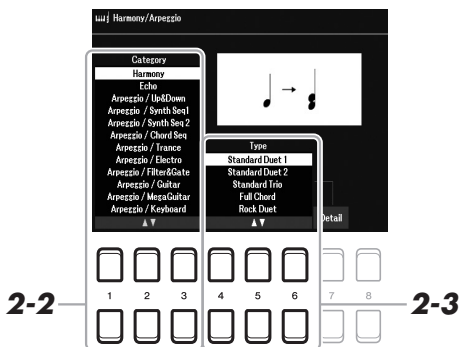 Harmony/Arpeggio
Category
Harmony
Echo
Arpeggio / Up&Down
Arpeggio / Synth Seq1
Arpeggio / Synth Seq 2
Arpeggio / Chord Seq
Arpeggio / Trance
Arpeggio / Electro
Arpeggio / Filter&Gate
Arpeggio / Guitar
Arpeggio / MegaGuitar
Arpeggio / Keyboard
Type
Standard Duet 1
Standard Duet 2
Standard Trio
Full Chord
Rock Duet
Detail
1 2 3 4 5 6 7 8
2-2
2-3